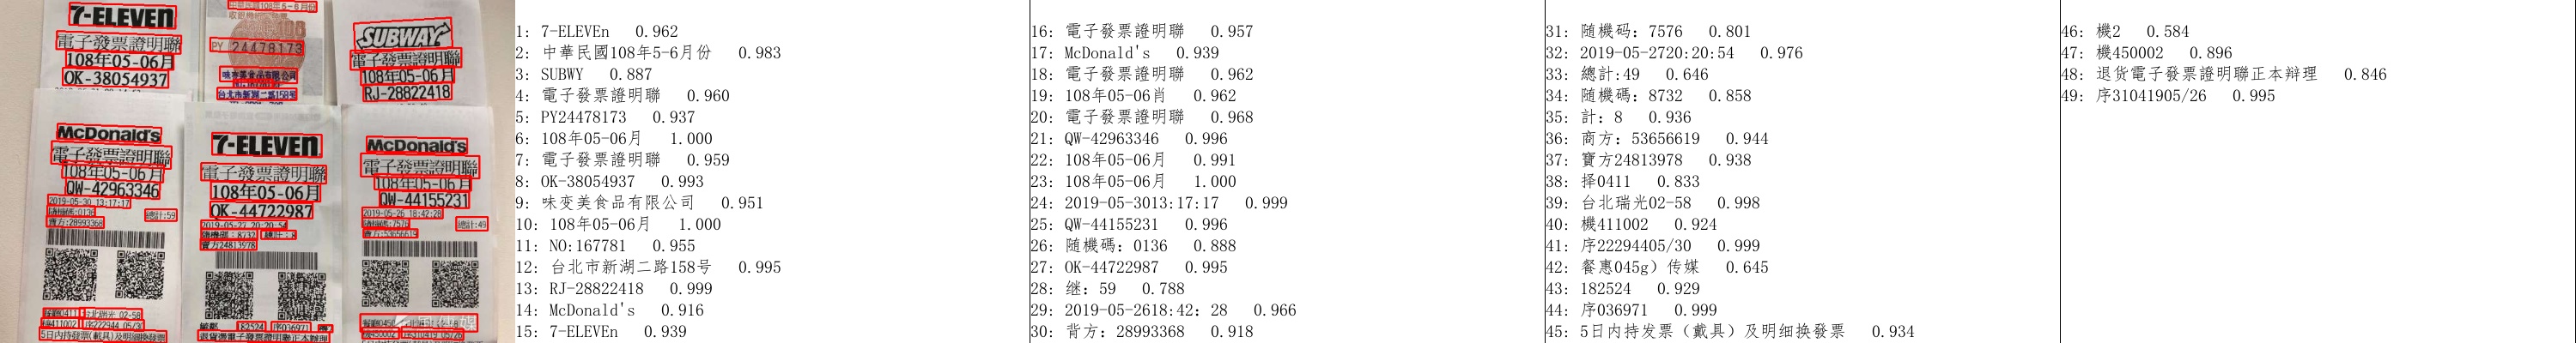 7-ELEVEN
電子發票證明聯
108年05-06月
OK-38054937
PY 24478173
台北市新湖二路158號
SUBWAY
電子發票證明聯
108年05-06月
RJ-28822418
McDonald's
電子發票證明聯
108年05-06月
QW-42963346
2019-05-30 13:17:17
隨機碼:0136
總計:59
賣方:28993368
5日內持發票(載具)及明細換發票
7-ELEVEN
電子發票證明聯
108年05-06月
OK-44722987
2019-05-27 20:20:54
隨機碼:8732 總計:8
賣方24813978
退貨憑電子發票證明聯正本辦理
McDonald's
電子發票證明聯
108年05-06月
QW-44155231
2019-05-26 18:42:28
總計:49
1: 7-ELEVEn 0.962
2: 中華民國108年5-6月份 0.983
3: SUBWY 0.887
4: 電子發票證明聯 0.960
5: PY24478173 0.937
6: 108年05-06月 1.000
7: 電子發票證明聯 0.959
8: OK-38054937 0.993
9: 味变美食品有限公司 0.951
10: 108年05-06月 1.000
11: NO:167781 0.955
12: 台北市新湖二路158号 0.995
13: RJ-28822418 0.999
14: McDonald's 0.916
15: 7-ELEVEn 0.939
16: 電子發票證明聯 0.957
17: McDonald's 0.939
18: 電子發票證明聯 0.962
19: 108年05-06肖 0.962
20: 電子發票證明聯 0.968
21: QW-42963346 0.996
22: 108年05-06月 0.991
23: 108年05-06月 1.000
24: 2019-05-3013:17:17 0.999
25: QW-44155231 0.996
26: 随機碼: 0136 0.888
27: OK-44722987 0.995
28: 继: 59 0.788
29: 2019-05-2618:42: 28 0.966
30: 背方: 28993368 0.918
31: 随機码: 7576 0.801
32: 2019-05-2720:20:54 0.976
33: 總計:49 0.646
34: 随機碼: 8732 0.858
35: 計: 8 0.936
36: 商方: 53656619 0.944
37: 寶方24813978 0.938
38: 择0411 0.833
39: 台北瑞光02-58 0.998
40: 機411002 0.924
41: 序22294405/30 0.999
42: 餐惠045g）传媒 0.645
43: 182524 0.929
44: 序036971 0.999
45: 5日内持发票（戴具）及明细换發票 0.934
46: 機2 0.584
47: 機450002 0.896
48: 退货電子發票證明聯正本辩理 0.846
49: 序31041905/26 0.995